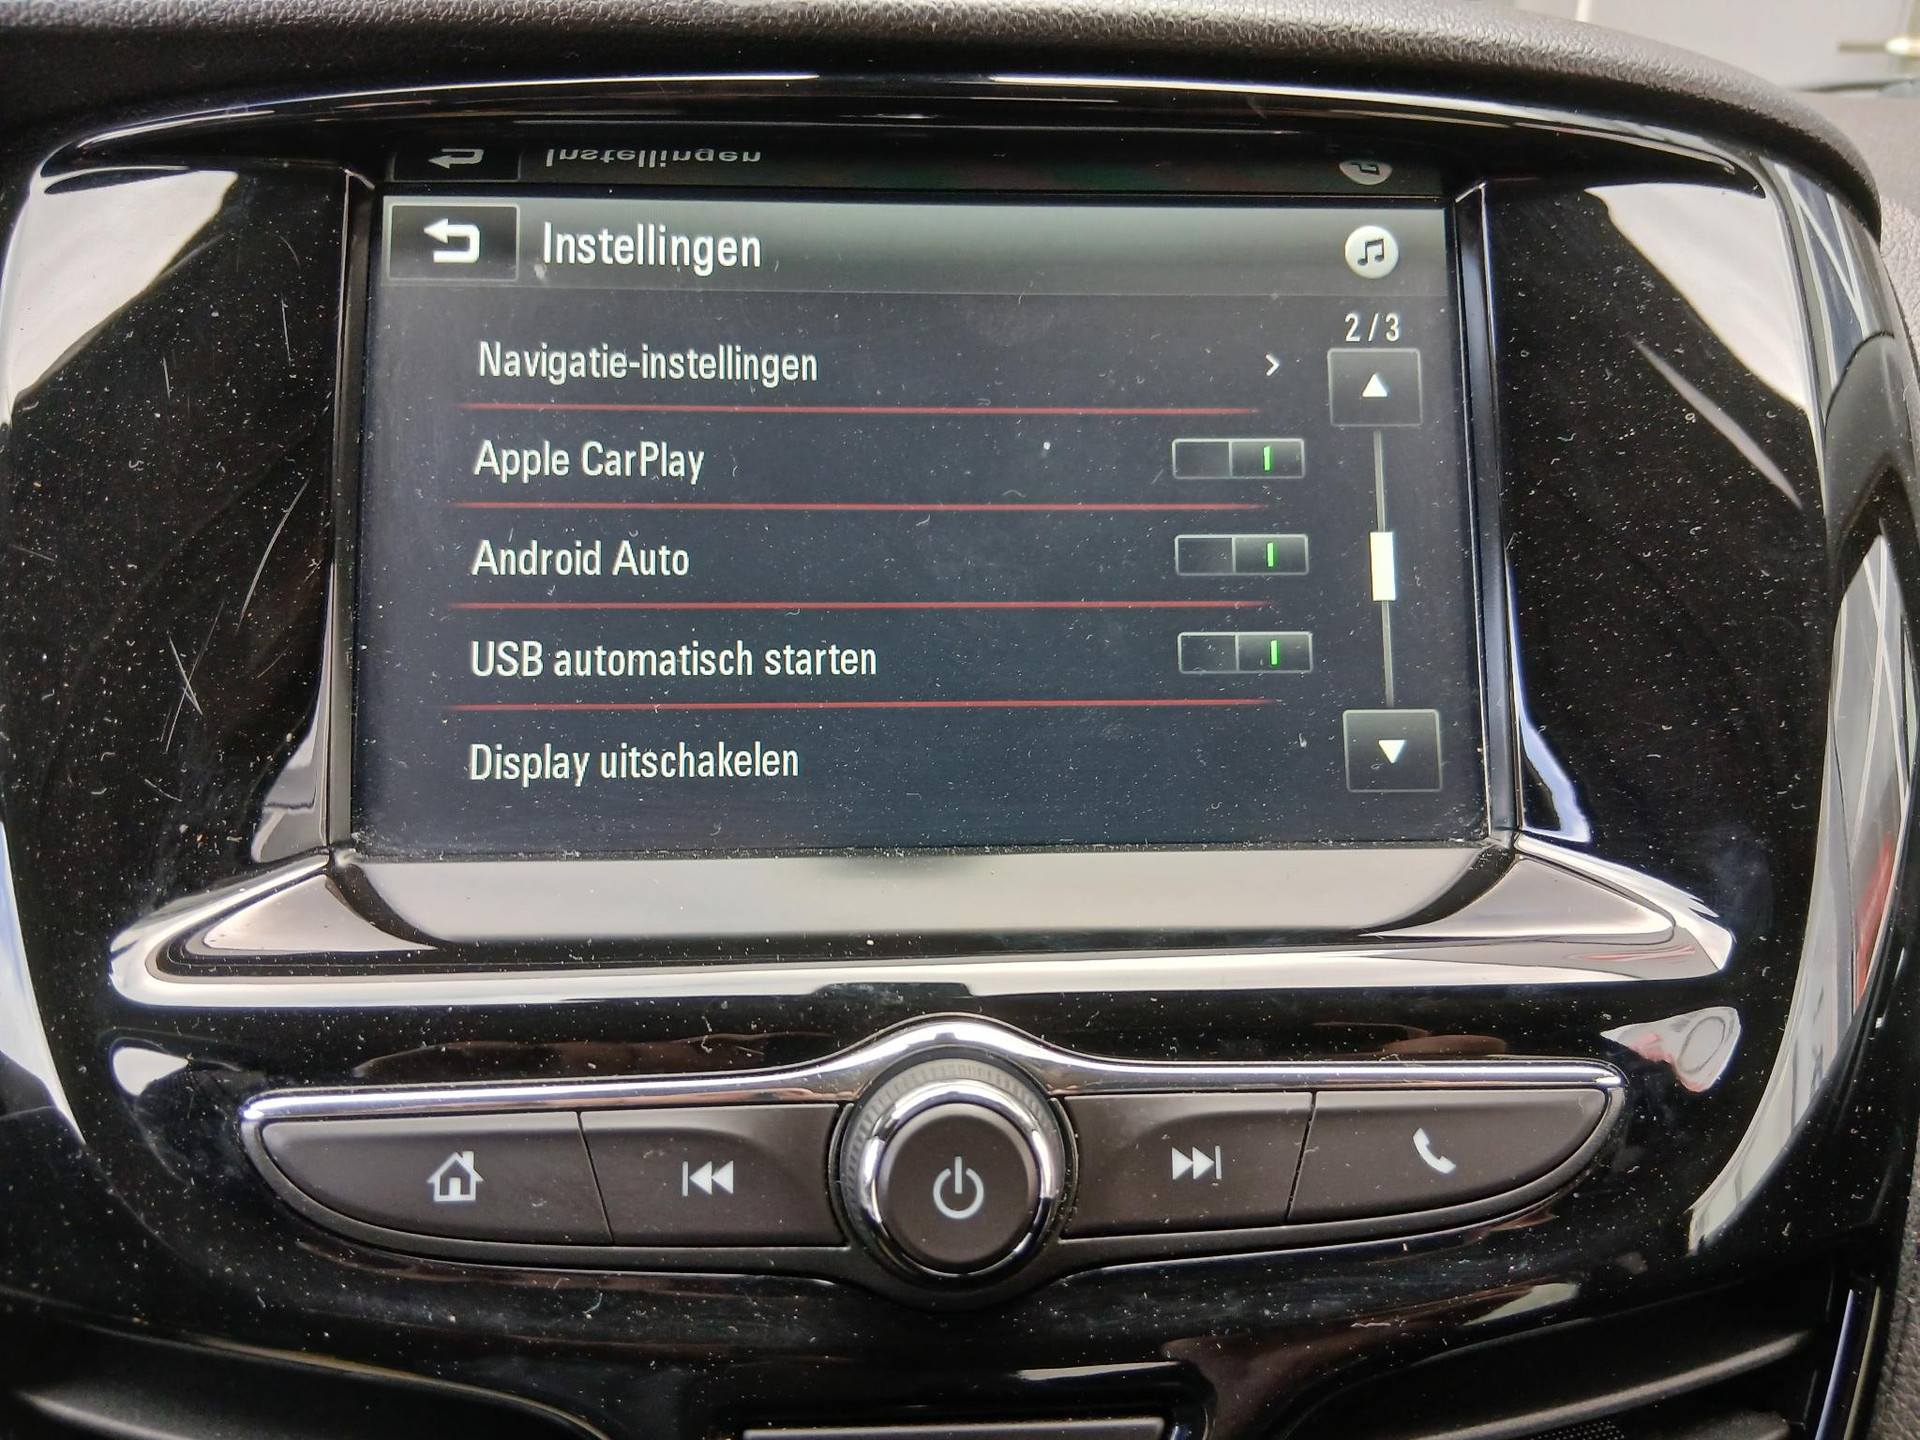 Instellingen
2/3
Navigatie-instellingen
Apple CarPlay
Android Auto
USB automatisch starten
Display uitschakelen